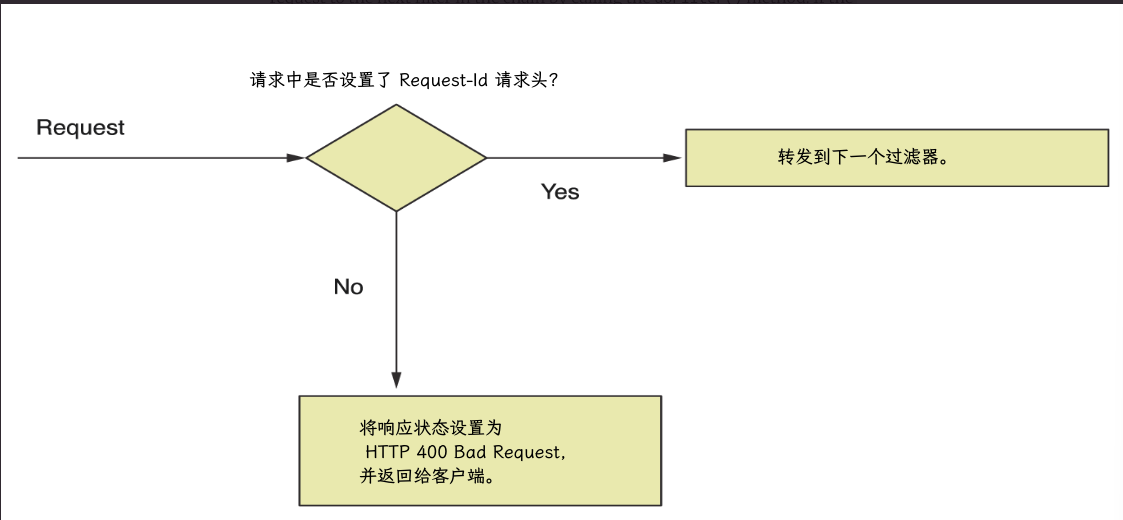 请求中是否设置了 Request-Id 请求头？
Request
转发到下一个过滤器。
Yes
No
将响应状态设置为
HTTP 400 Bad Request，
并返回给客户端。